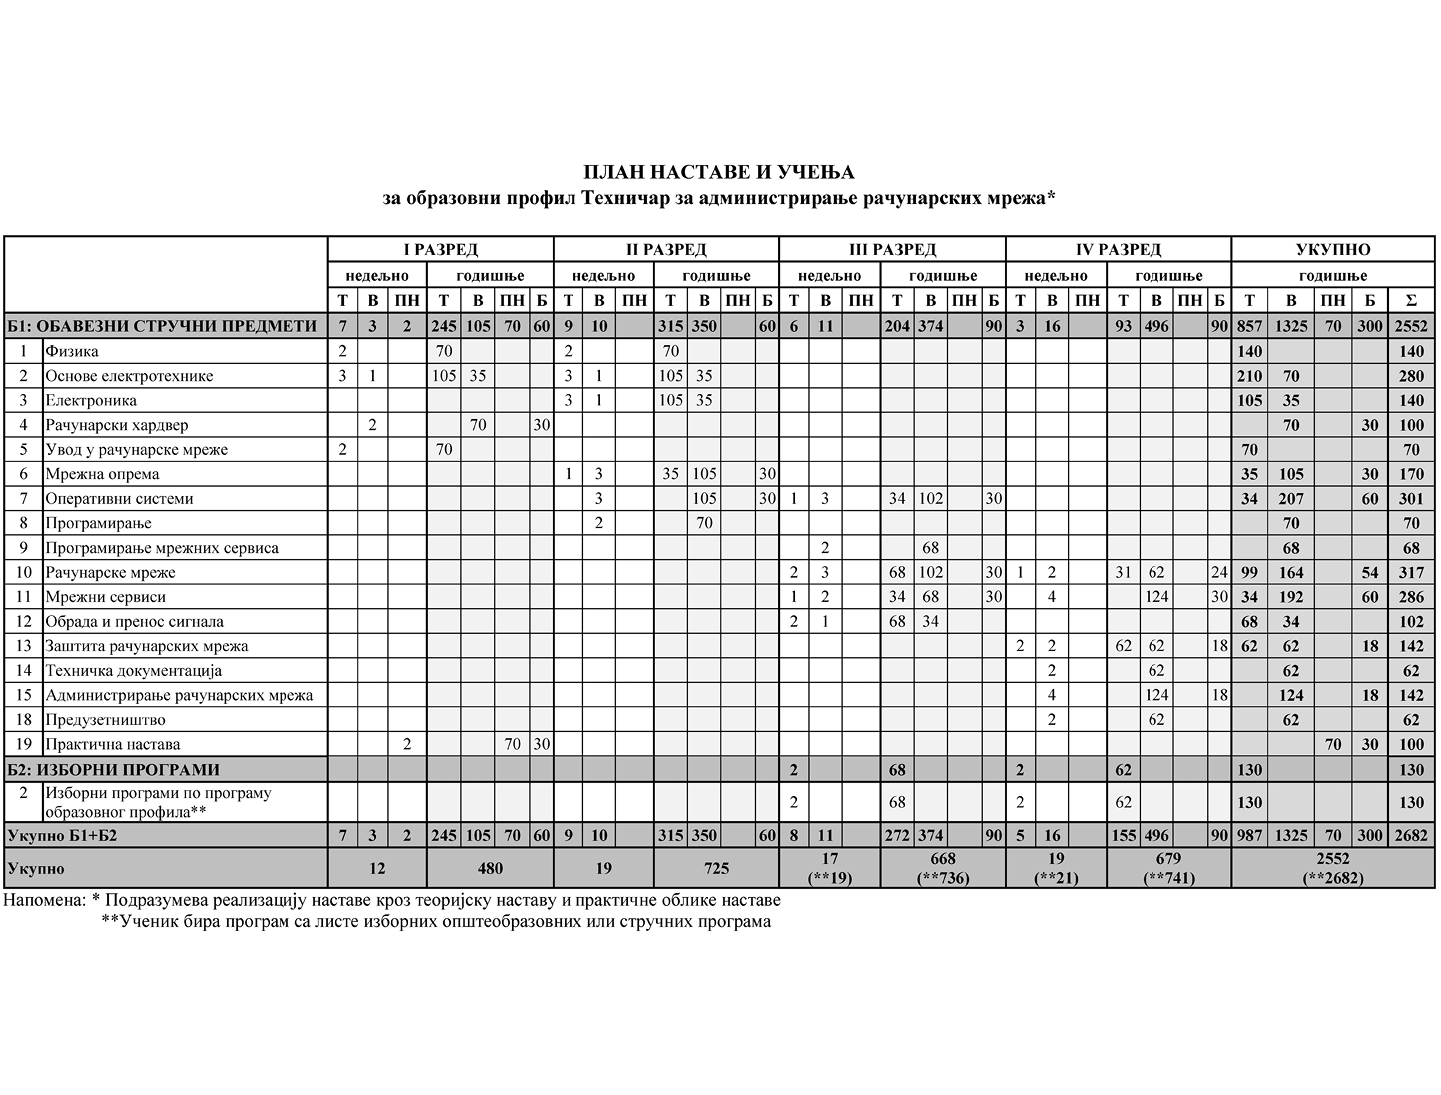 ПЛАН НАСТАВЕ И УЧЕЊА
за образовни профил Техничар за администрирање рачунарских мрежа*
I РАЗРЕД II РАЗРЕД III РАЗРЕД IV РАЗРЕД УКУПНО
недељно годишње недељно годишње недељно годишње недељно годишње годишње
Т В ПН Т В ПН Б Т В ПН Т В ПН Б Т В ПН Т В ПН Б Т В ПН Т В ПН Б Т В ПН Б Σ
Б1: ОБАВЕЗНИ СТРУЧНИ ПРЕДМЕТИ 7 3 2 245 105 70 60 9 10 315 350 60 6 11 204 374 90 3 16 93 496 90 857 1325 70 300 2552
1 Физика 2 70 2 70 140 140
2 Основе електротехнике 3 1 105 35 3 1 105 35 210 70 280
3 Електроника 3 1 105 35 105 35 140
4 Рачунарски хардвер 2 70 30 70 30 100
5 Увод у рачунарске мреже 2 70 70 70
6 Мрежна опрема 1 3 35 105 30 35 105 30 170
7 Оперативни системи 3 105 30 1 3 34 102 30 34 207 60 301
8 Програмирање 2 70 70 70
9 Програмирање мрежних сервиса 2 68 68 68
10 Рачунарске мреже 2 3 68 102 30 1 2 31 62 24 99 164 54 317
11 Мрежни сервиси 1 2 34 68 30 4 124 30 34 192 60 286
12 Обрада и пренос сигнала 2 1 68 34 68 34 102
13 Заштита рачунарских мрежа 2 2 62 62 18 62 62 18 142
14 Техничка документација 2 62 62 62
15 Администрирање рачунарских мрежа 4 124 18 124 18 142
18 Предузетништво 2 62 62 62
19 Практична настава 2 70 30 70 30 100
Б2: ИЗБОРНИ ПРОГРАМИ 2 68 2 62 130 130
2 Изборни програми по програму
образовног профила** 2 68 2 62 130 130
Укупно Б1+Б2 7 3 2 245 105 70 60 9 10 315 350 60 8 11 272 374 90 5 16 155 496 90 987 1325 70 300 2682
Укупно 12 480 19 725 17 668 19 679 2552
(**19) (**736) (**21) (**741) (**2682)
Напомена: * Подразумева реализацију наставе кроз теоријску наставу и практичне облике наставе
**Ученик бира програм са листе изборних општеобразовних или стручних програма